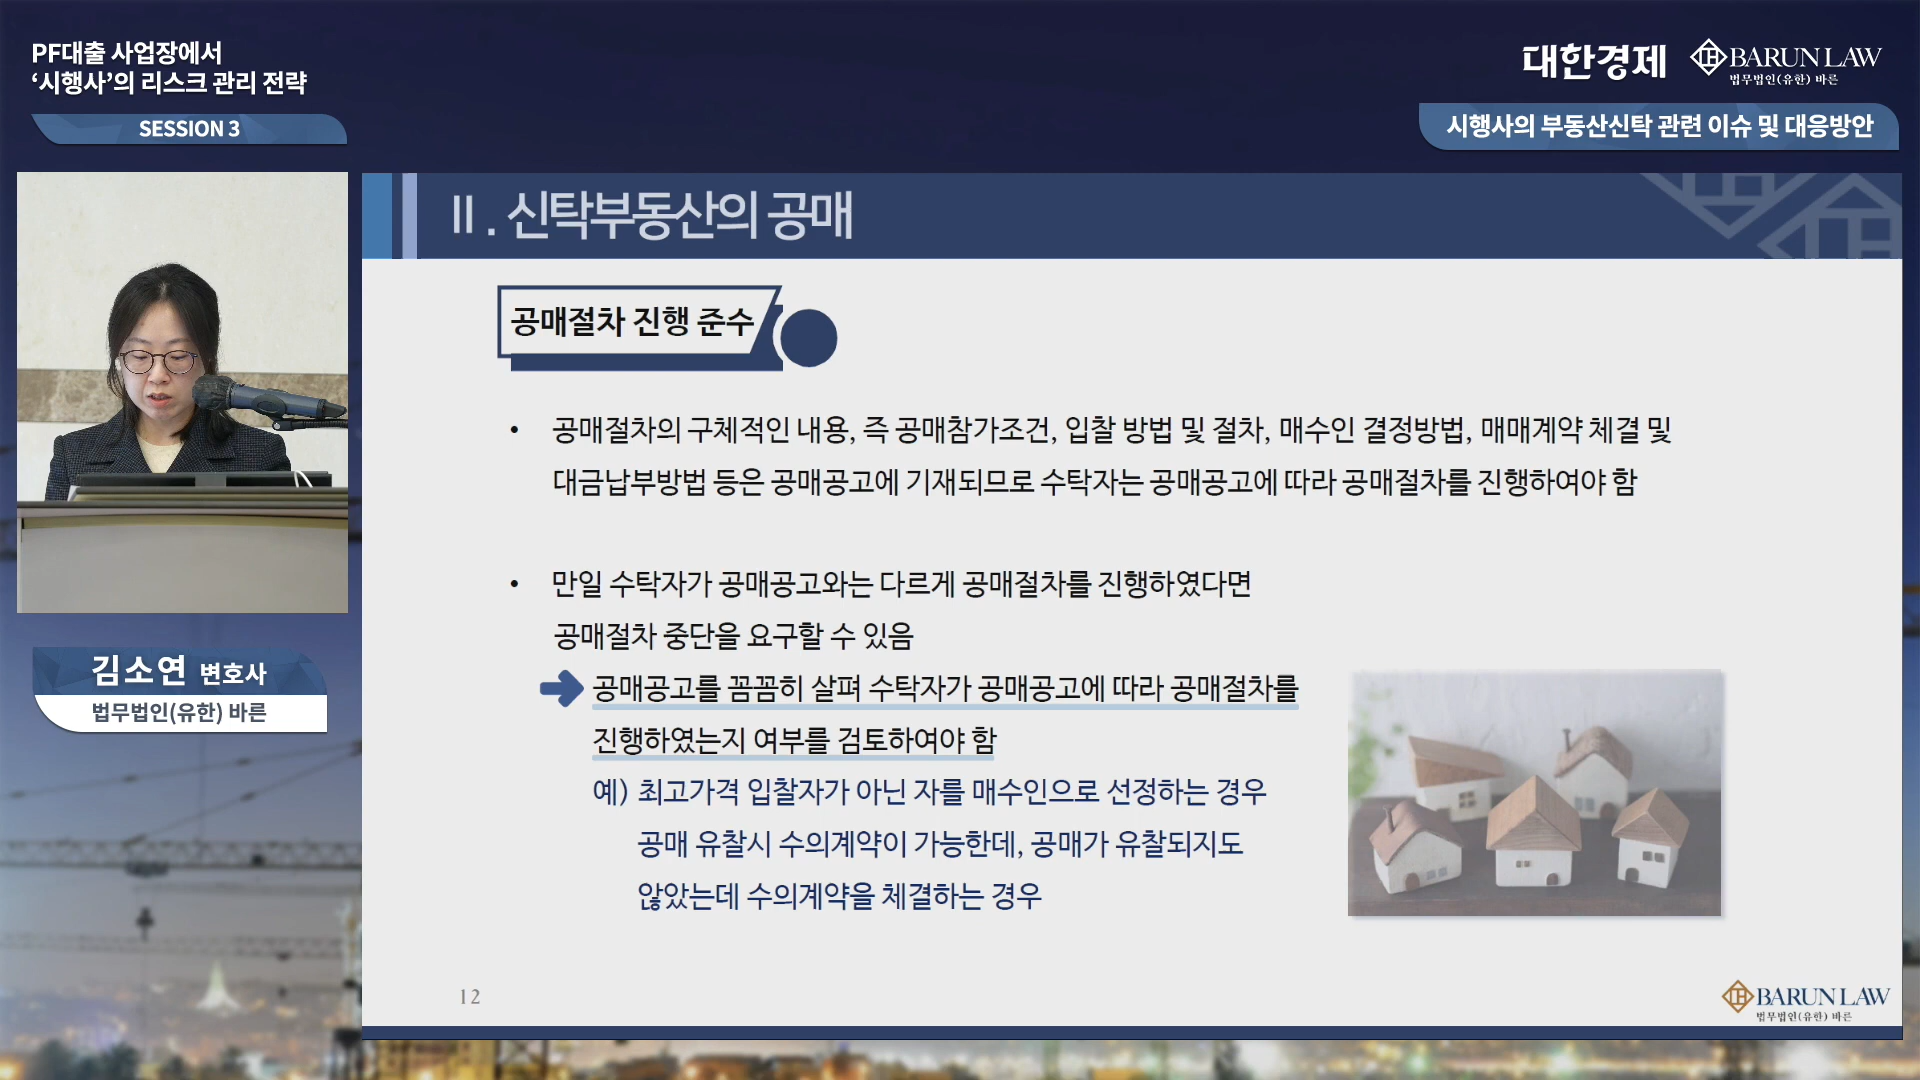 PF대출 사업장에서
‘시행사’의 리스크 관리 전략
SESSION 3
대한경제
BARUN LAW
법무법인(유한) 바른
시행사의 부동산신탁 관련 이슈 및 대응방안
김소연 변호사
법무법인(유한) 바른
Ⅱ. 신탁부동산의 공매
공매절차 진행 준수
• 공매절차의 구체적인 내용, 즉 공매참가조건, 입찰 방법 및 절차, 매수인 결정방법, 매매계약 체결 및
대금납부방법 등은 공매공고에 기재되므로 수탁자는 공매공고에 따라 공매절차를 진행하여야 함
• 만일 수탁자가 공매공고와는 다르게 공매절차를 진행하였다면
공매절차 중단을 요구할 수 있음
공매공고를 꼼꼼히 살펴 수탁자가 공매공고에 따라 공매절차를
진행하였는지 여부를 검토하여야 함
예) 최고가격 입찰자가 아닌 자를 매수인으로 선정하는 경우
공매 유찰시 수의계약이 가능한데, 공매가 유찰되지도
않았는데 수의계약을 체결하는 경우
12
BARUN LAW
법무법인(유한) 바른